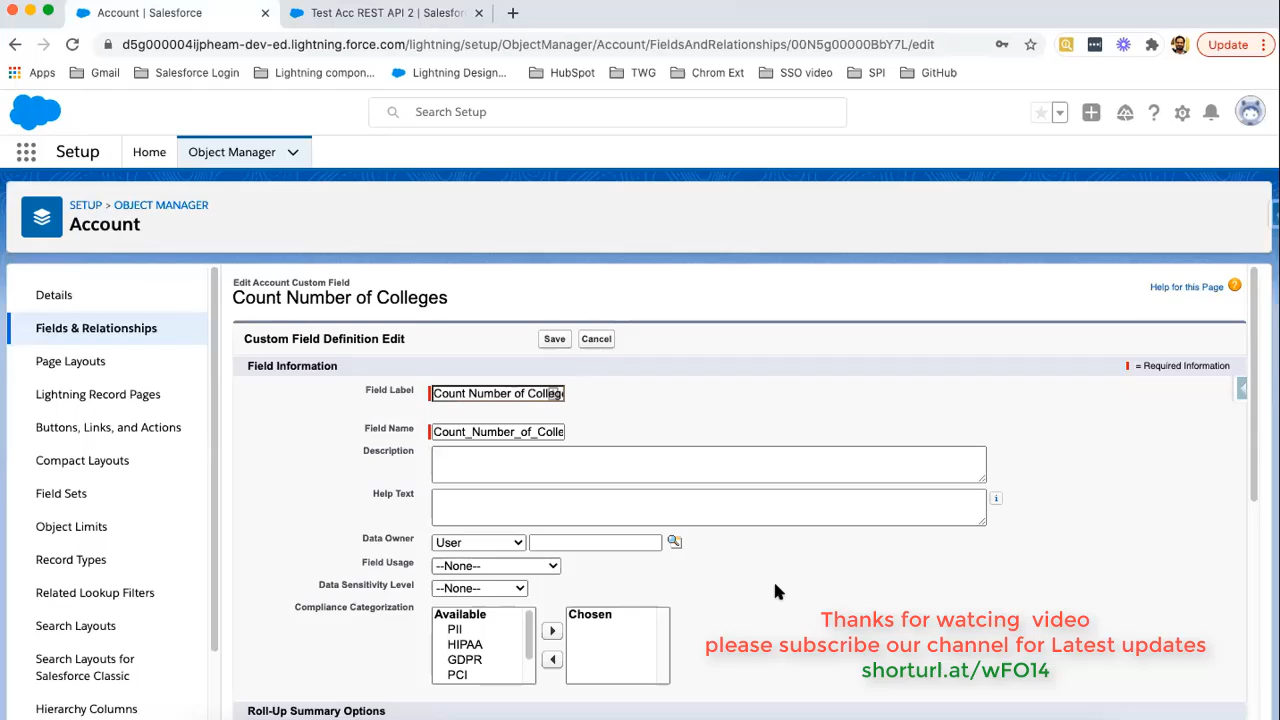 Account | Salesforce
Test Acc REST API 2 | Salesfor
d5g000004ijpheam-dev-ed.lightning.force.com/lightning/setup/ObjectManager/Account/FieldsAndRelationships/00N5g00000BbY7L/edit
Update
Apps
Gmail
Salesforce Login
Lightning compon...
Lightning Design...
HubSpot
TWG
Chrom Ext
SSO video
SPI
GitHub
Search Setup
Setup
Home
Object Manager
SETUP > OBJECT MANAGER
Account
Details
Fields & Relationships
Page Layouts
Lightning Record Pages
Buttons, Links, and Actions
Compact Layouts
Field Sets
Object Limits
Record Types
Related Lookup Filters
Search Layouts
Search Layouts for
Salesforce Classic
Hierarchy Columns
Edit Account Custom Field
Count Number of Colleges
Help for this Page
Custom Field Definition Edit
Save
Cancel
Field Information
= Required Information
Field Label
Count Number of Colleg
Field Name
Count_Number_of_Colle
Description
Help Text
i
Data Owner
User
Field Usage
--None--
Data Sensitivity Level
--None--
Compliance Categorization
Available
PII
HIPAA
GDPR
PCI
Chosen
Thanks for watcing video
please subscribe our channel for Latest updates
shorturl.at/wFO14
Roll-Up Summary Options